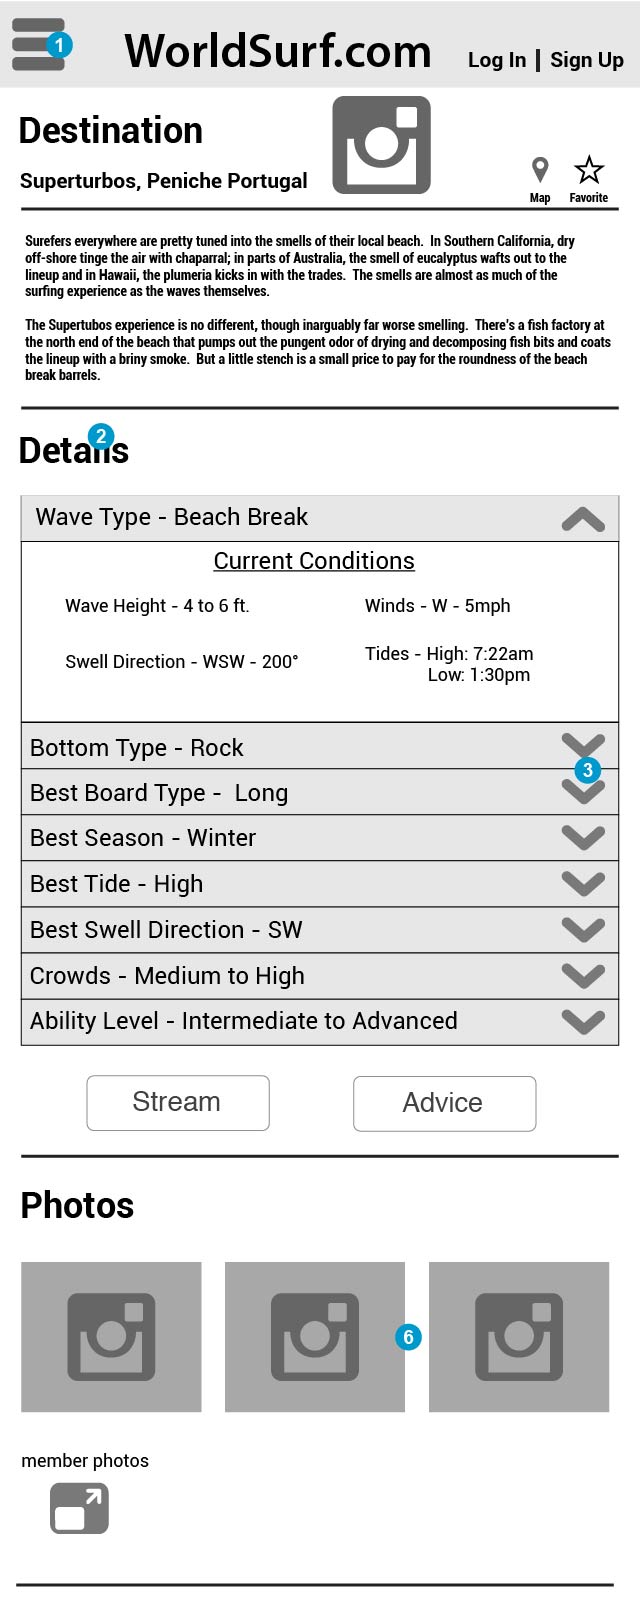 1
WorldSurf.com
Log In | Sign Up
Destination
Superturbos, Peniche Portugal
Map
Favorite
Surefers everywhere are pretty tuned into the smells of their local beach. In Southern California, dry
off-shore tinge the air with chaparral; in parts of Australia, the smell of eucalyptus wafts out to the
lineup and in Hawaii, the plumeria kicks in with the trades. The smells are almost as much of the
surfing experience as the waves themselves.
The Supertubos experience is no different, though inarguably far worse smelling. There's a fish factory at
the north end of the beach that pumps out the pungent odor of drying and decomposing fish bits and coats
the lineup with a briny smoke. But a little stench is a small price to pay for the roundness of the beach
break barrels.
2
Details
Wave Type - Beach Break
Current Conditions
Wave Height - 4 to 6 ft.
Winds - W - 5mph
Swell Direction - WSW - 200°
Tides - High: 7:22am
Low: 1:30pm
Bottom Type - Rock
3
Best Board Type - Long
Best Season - Winter
Best Tide - High
Best Swell Direction - SW
Crowds - Medium to High
Ability Level - Intermediate to Advanced
Stream
Advice
Photos
6
member photos